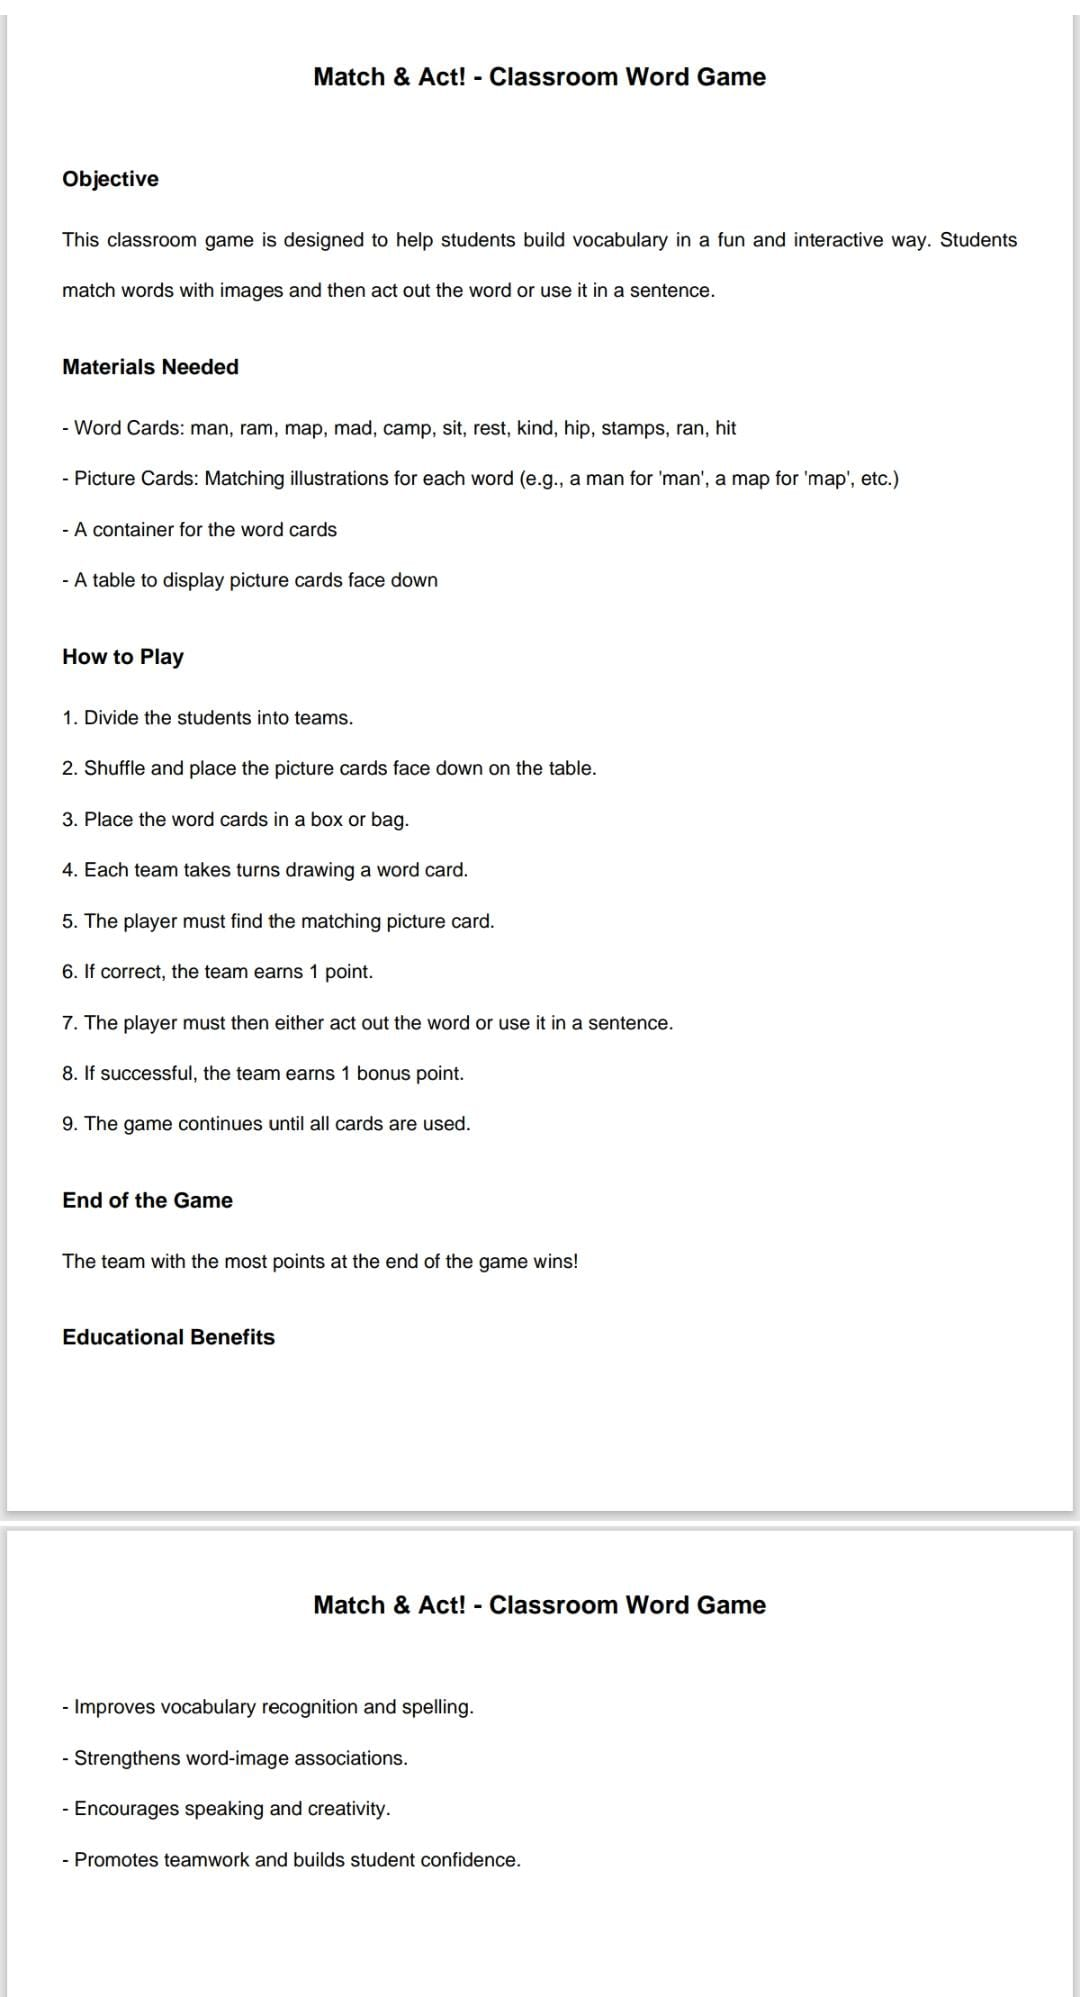 Match & Act! - Classroom Word Game
Objective
This classroom game is designed to help students build vocabulary in a fun and interactive way. Students
match words with images and then act out the word or use it in a sentence.
Materials Needed
- Word Cards: man, ram, map, mad, camp, sit, rest, kind, hip, stamps, ran, hit
- Picture Cards: Matching illustrations for each word (e.g., a man for 'man', a map for 'map', etc.)
- A container for the word cards
- A table to display picture cards face down
How to Play
1. Divide the students into teams.
2. Shuffle and place the picture cards face down on the table.
3. Place the word cards in a box or bag.
4. Each team takes turns drawing a word card.
5. The player must find the matching picture card.
6. If correct, the team earns 1 point.
7. The player must then either act out the word or use it in a sentence.
8. If successful, the team earns 1 bonus point.
9. The game continues until all cards are used.
End of the Game
The team with the most points at the end of the game wins!
Educational Benefits
Match & Act! - Classroom Word Game
- Improves vocabulary recognition and spelling.
- Strengthens word-image associations.
- Encourages speaking and creativity.
- Promotes teamwork and builds student confidence.